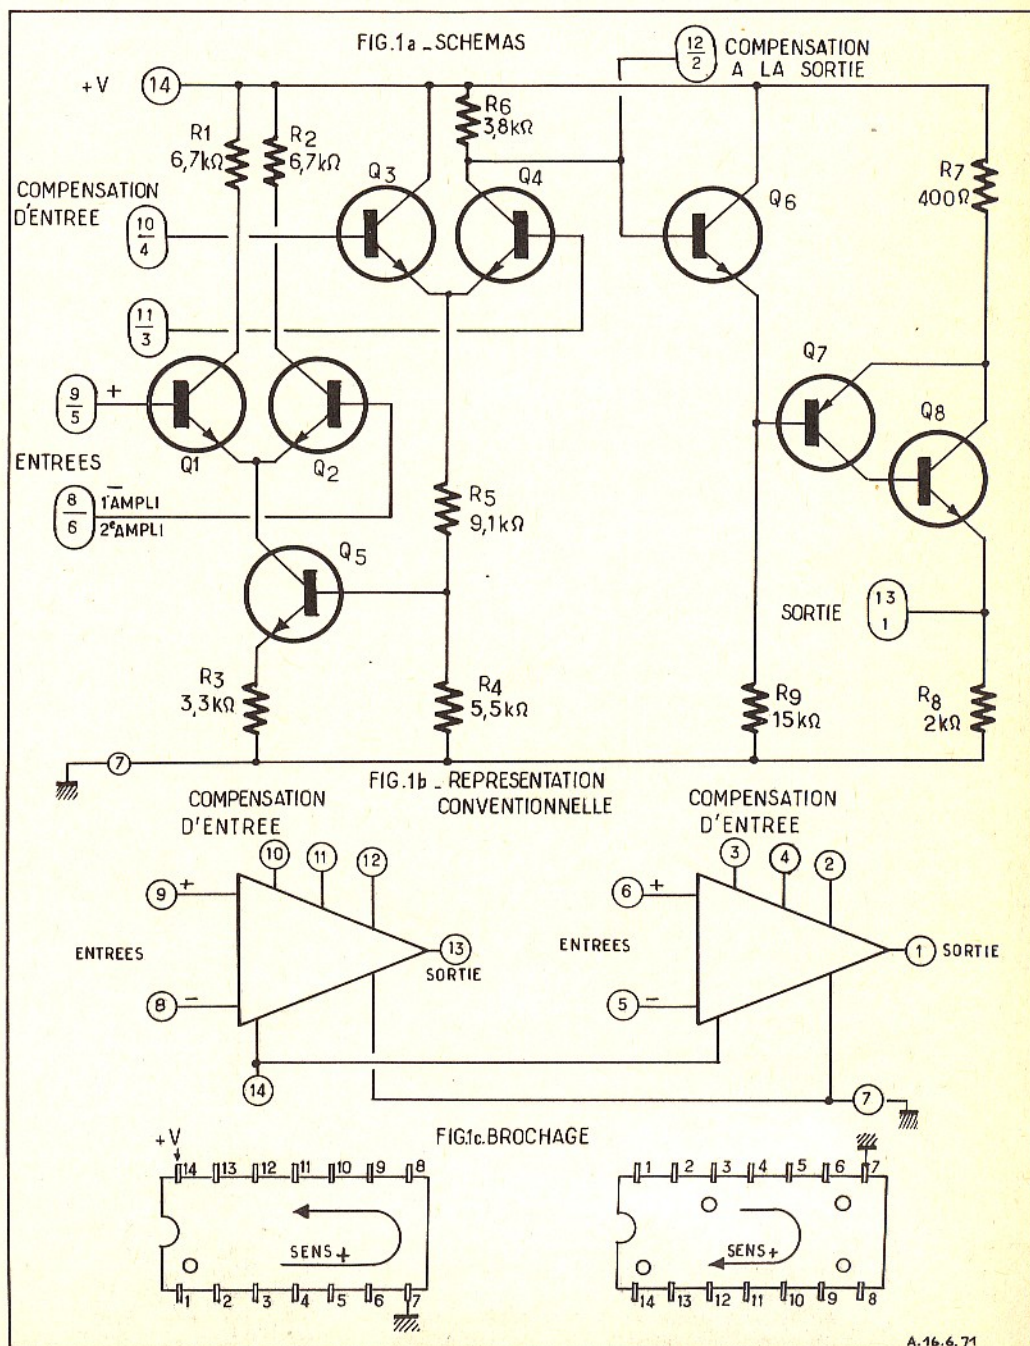 FIG.1a_SCHEMAS
12
2
COMPENSATION
A LA SORTIE
+V
14
R1
6,7kΩ
R2
6,7kΩ
R6
3,8kΩ
Q3
Q4
Q6
R7
400Ω
COMPENSATION
D'ENTREE
10
4
11
3
9
5
+
Q1
Q2
Q7
Q8
ENTREES
8
6
–
1 AMPLI
2e AMPLI
R5
9,1kΩ
Q5
SORTIE
13
1
R3
3,3kΩ
R4
5,5kΩ
R9
15kΩ
R8
2kΩ
7
FIG.1b_REPRESENTATION
CONVENTIONNELLE
COMPENSATION
D'ENTREE
10
11
12
9
+
ENTREES
13
SORTIE
8
–
14
COMPENSATION
D'ENTREE
3
4
2
6
+
ENTREES
1
SORTIE
5
–
7
FIG.1c.BROCHAGE
+V
14 13 12 11 10 9 8
SENS+
1 2 3 4 5 6 7
1 2 3 4 5 6 7
SENS+
14 13 12 11 10 9 8
A.16.6.71